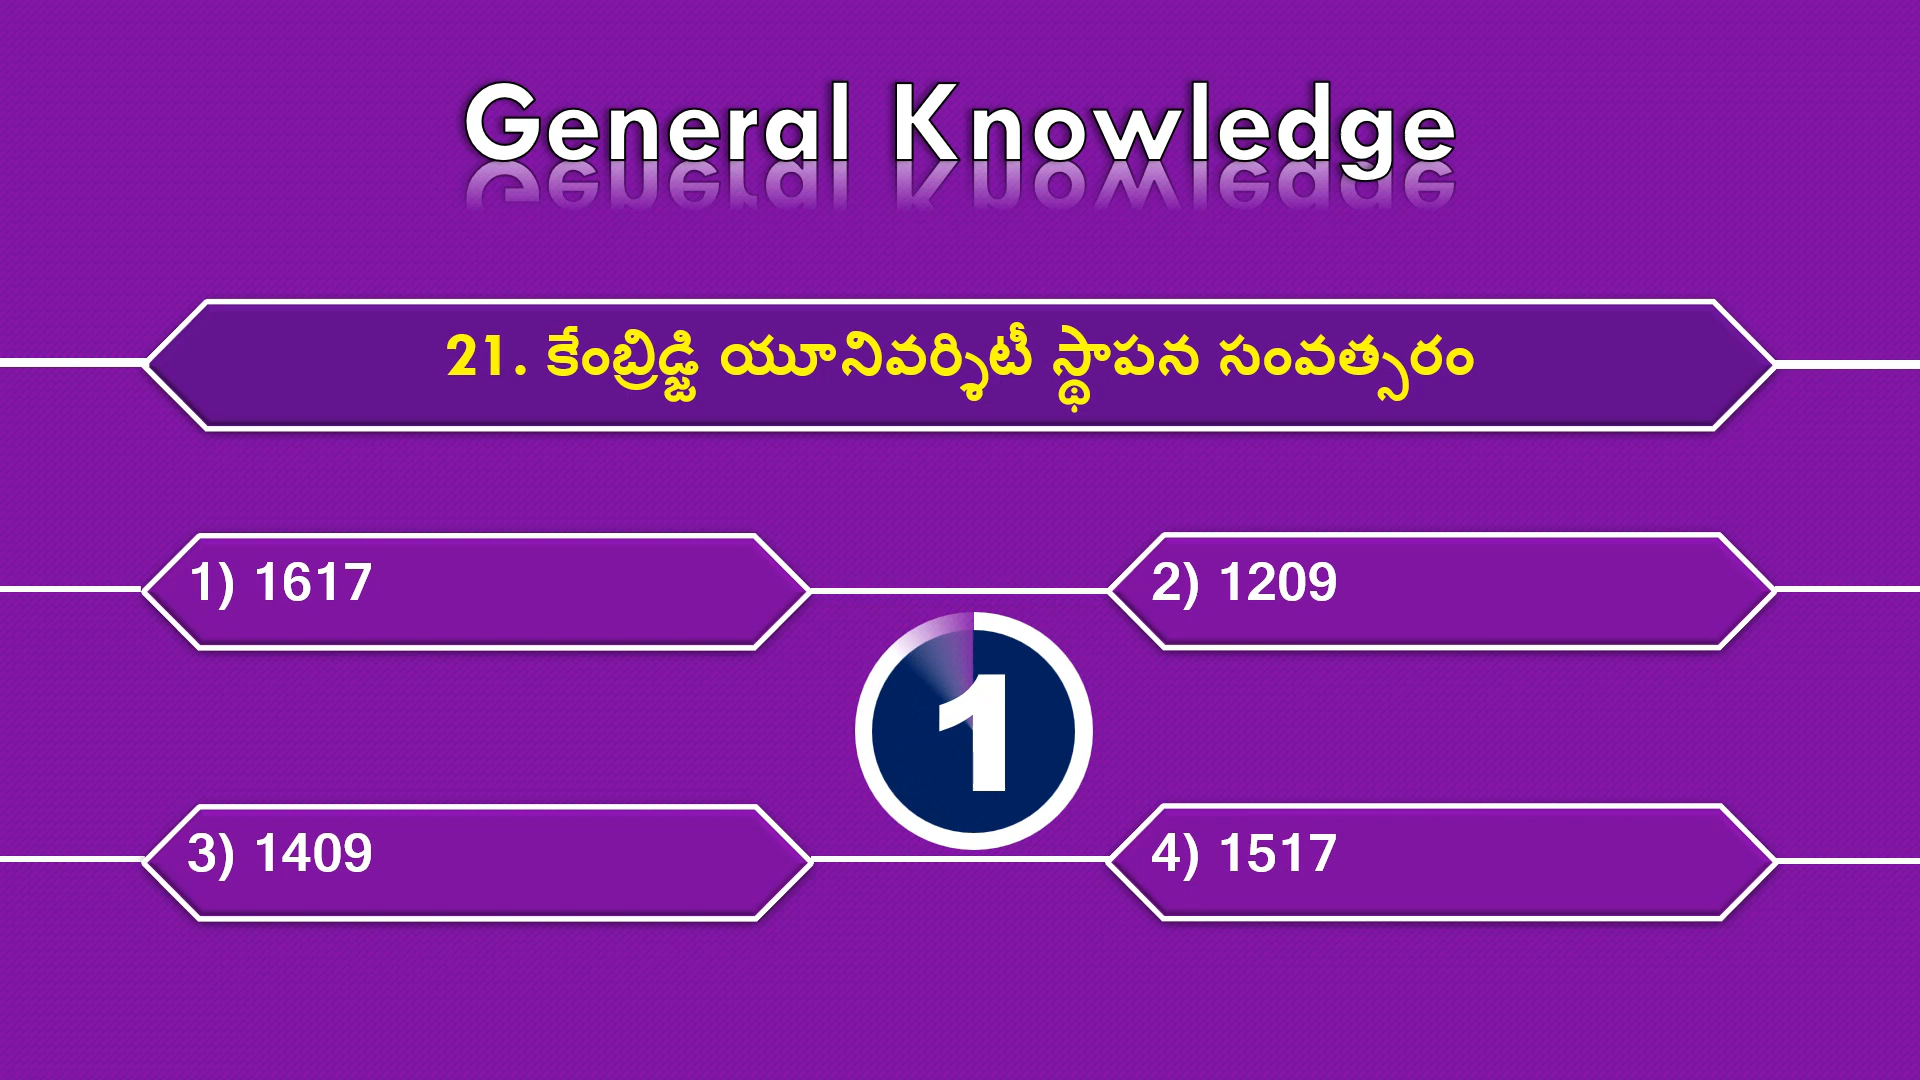 General Knowledge
21. కేంబ్రిడ్జి యూనివర్శిటీ స్థాపన సంవత్సరం
1) 1617
2) 1209
1
3) 1409
4) 1517